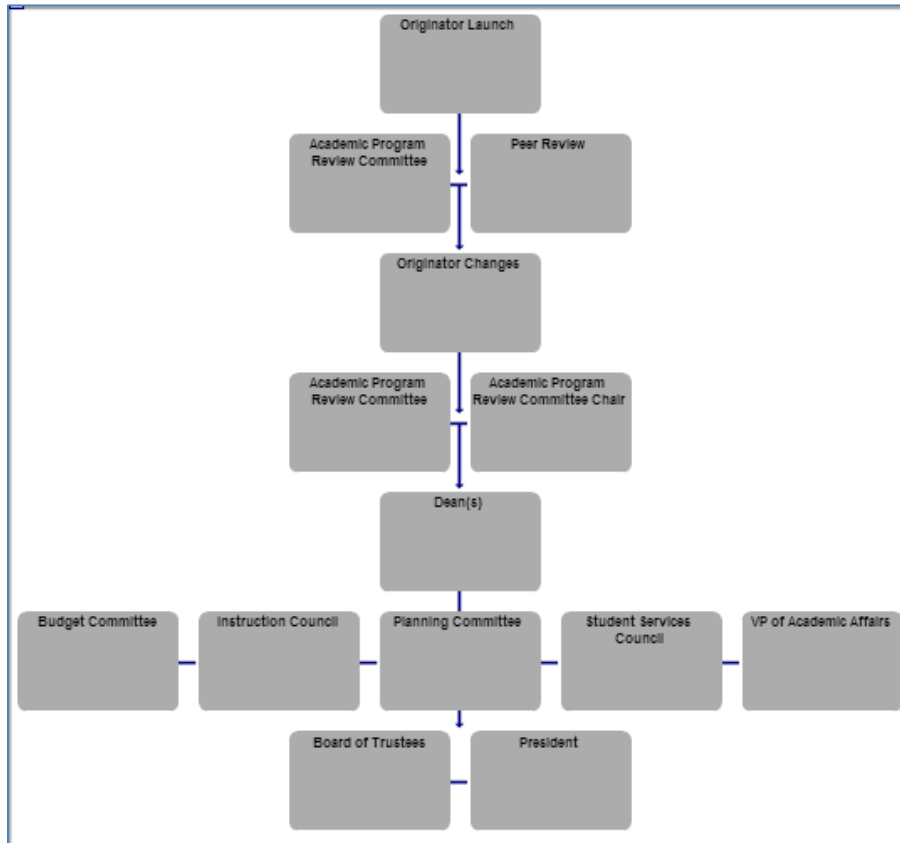 Originator Launch
Academic Program
Review Committee
Peer Review
Originator Changes
Academic Program
Review Committee
Academic Program
Review Committee Chair
Dean(s)
Budget Committee
Instruction Council
Planning Committee
Student Services
Council
VP of Academic Affairs
Board of Trustees
President